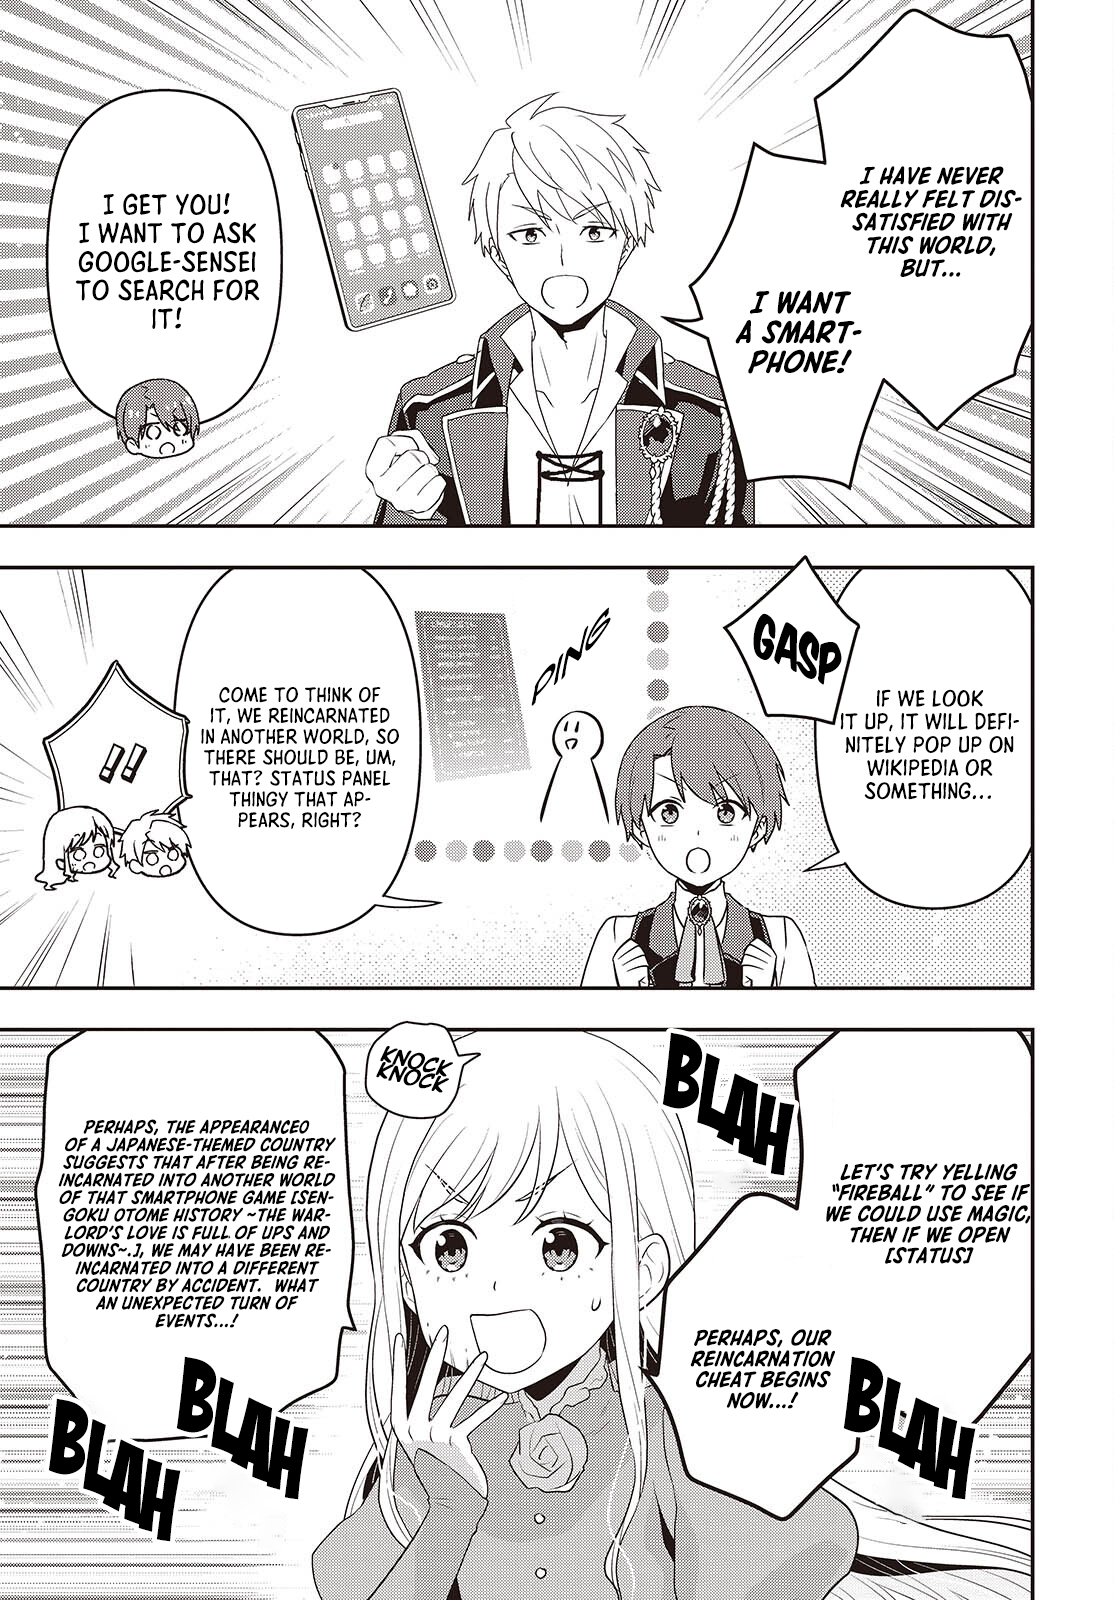 I HAVE NEVER
REALLY FELT DIS-
SATISFIED WITH
THIS WORLD,
BUT...
I WANT
A SMART-
PHONE!
I GET YOU!
I WANT TO ASK
GOOGLE-SENSEI
TO SEARCH FOR
IT!
IF WE LOOK
IT UP, IT WILL DEFI-
NITELY POP UP ON
WIKIPEDIA OR
SOMETHING...
GASP
PING
COME TO THINK OF
IT, WE REINCARNATED
IN ANOTHER WORLD, SO
THERE SHOULD BE, UM,
THAT? STATUS PANEL
THINGY THAT AP-
PEARS, RIGHT?
!!
LET'S TRY YELLING
"FIREBALL" TO SEE IF
WE COULD USE MAGIC,
THEN IF WE OPEN
[STATUS]
BLAH
PERHAPS, OUR
REINCARNATION
CHEAT BEGINS
NOW...!
BLAH
KNOCK
KNOCK
PERHAPS, THE APPEARANCEO
OF A JAPANESE-THEMED COUNTRY
SUGGESTS THAT AFTER BEING RE-
INCARNATED INTO ANOTHER WORLD
OF THAT SMARTPHONE GAME [SEN-
GOKU OTOME HISTORY ~THE WAR-
LORD'S LOVE IS FULL OF UPS AND
DOWNS~.], WE MAY HAVE BEEN RE-
INCARNATED INTO A DIFFERENT
COUNTRY BY ACCIDENT. WHAT
AN UNEXPECTED TURN OF
EVENTS...!
BLAH
BLAH